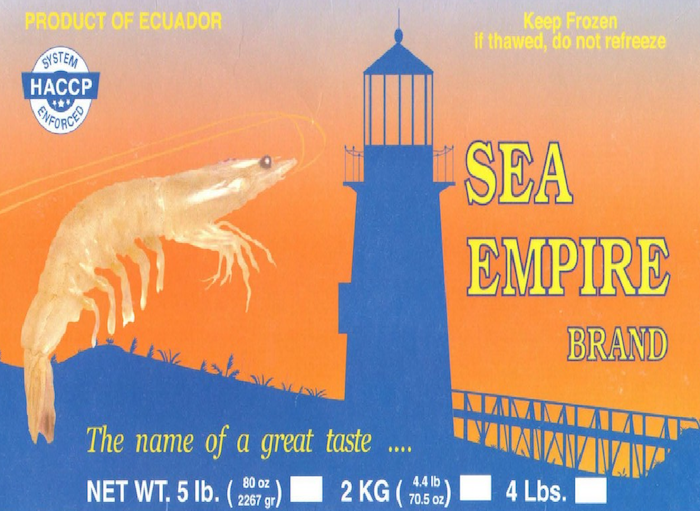 PRODUCT OF ECUADOR
Keep Frozen
if thawed, do not refreeze
SYSTEM
HACCP
ENFORCED
SEA
EMPIRE
BRAND
The name of a great taste ....
NET WT. 5 lb. ( 80 oz 2267 gr ) 2 KG ( 4.4 lb 70.5 oz ) 4 Lbs.